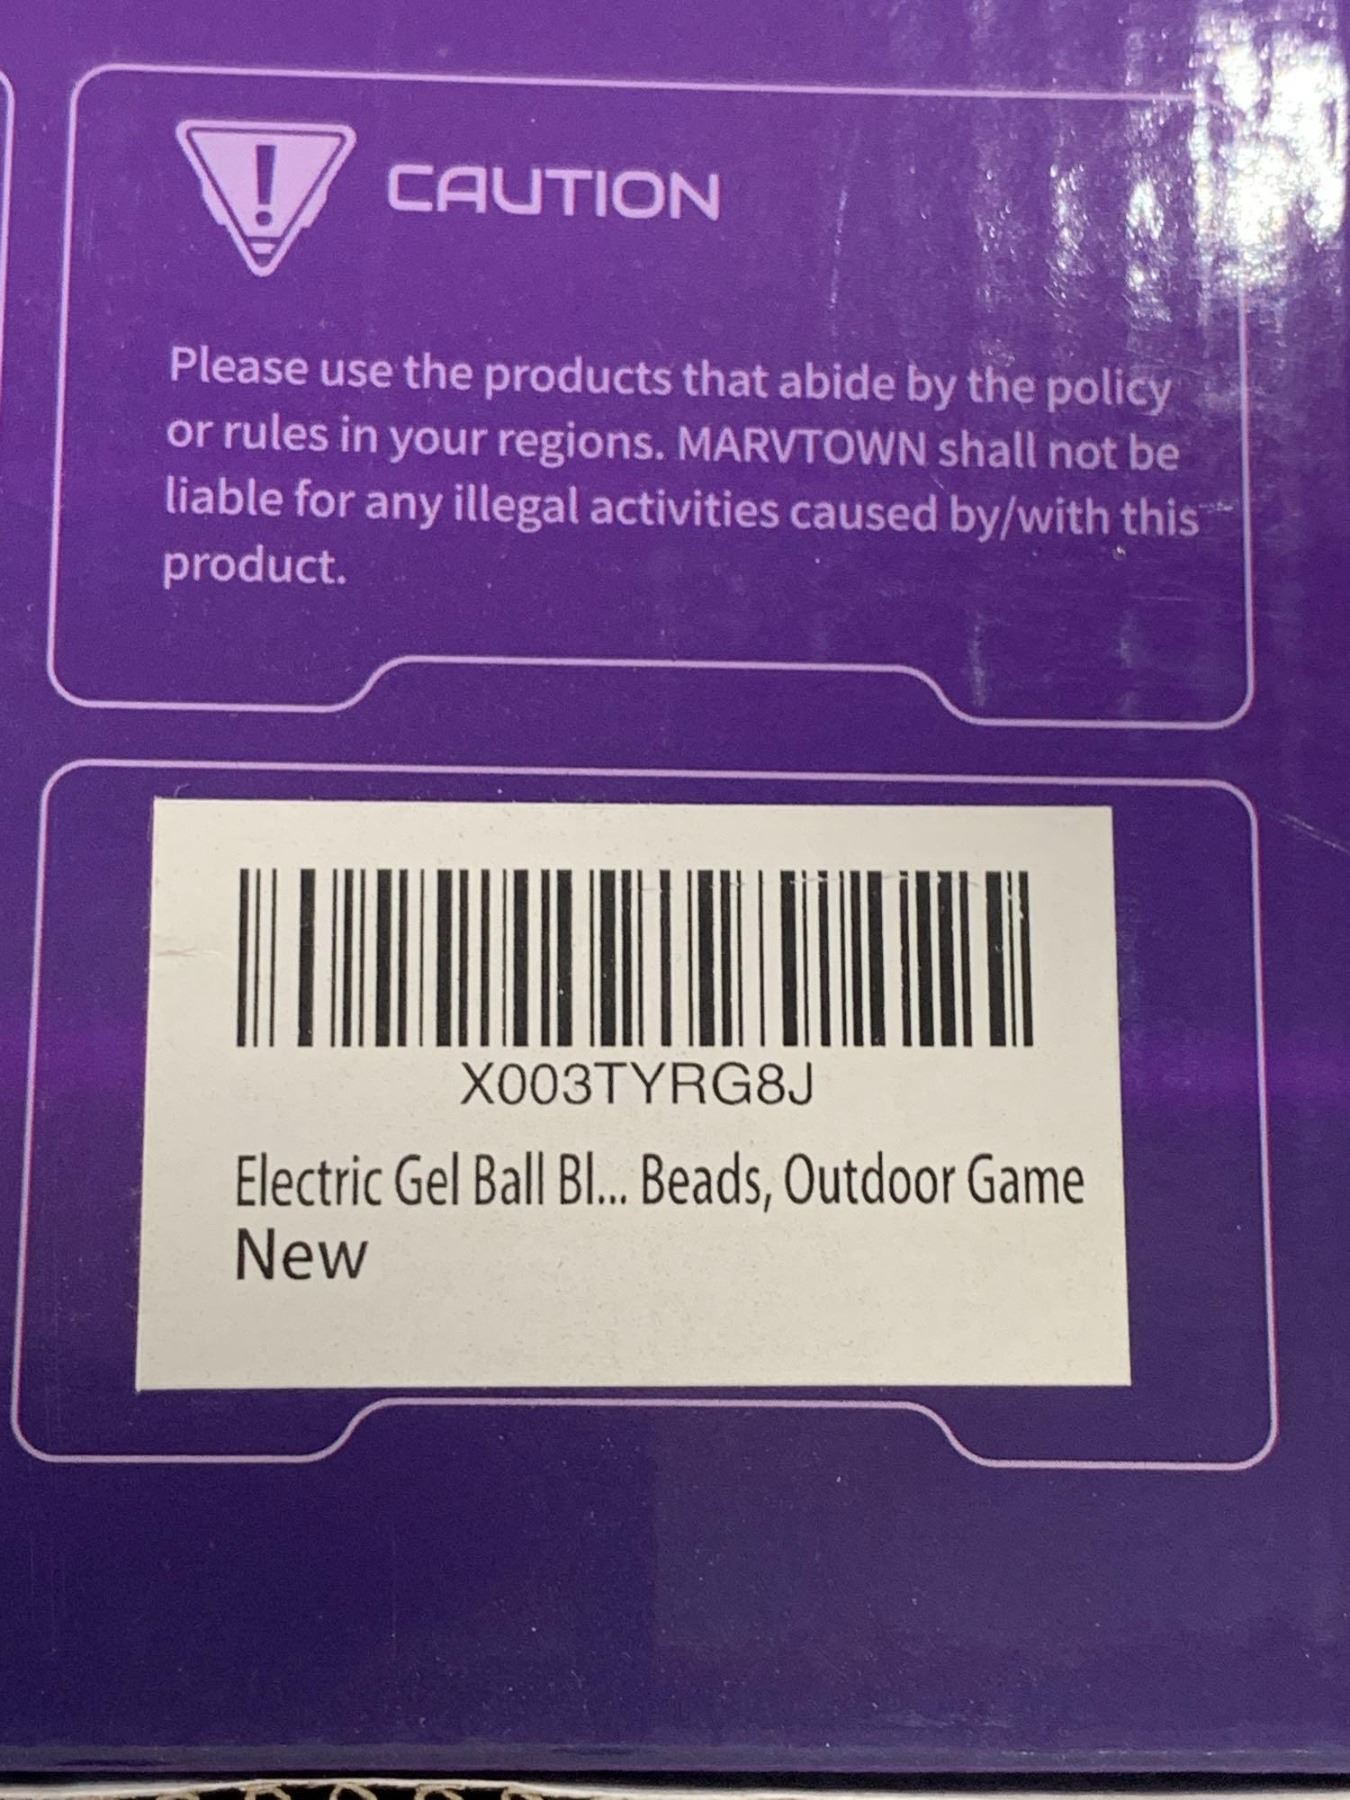 CAUTION
Please use the products that abide by the policy
or rules in your regions. MARVTOWN shall not be
liable for any illegal activities caused by/with this
product.
X003TYRG8J
Electric Gel Ball Bl... Beads, Outdoor Game
New